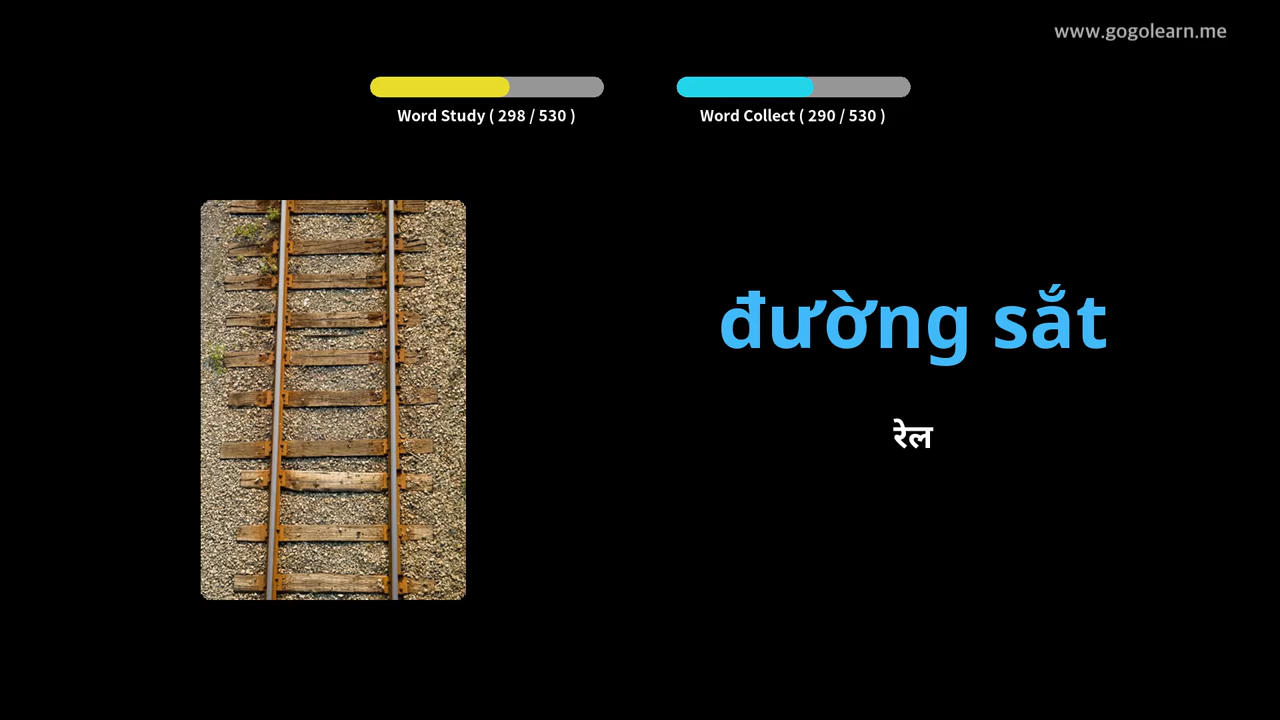 www.gogolearn.me
Word Study ( 298 / 530 )
Word Collect ( 290 / 530 )
đường sắt
रेल